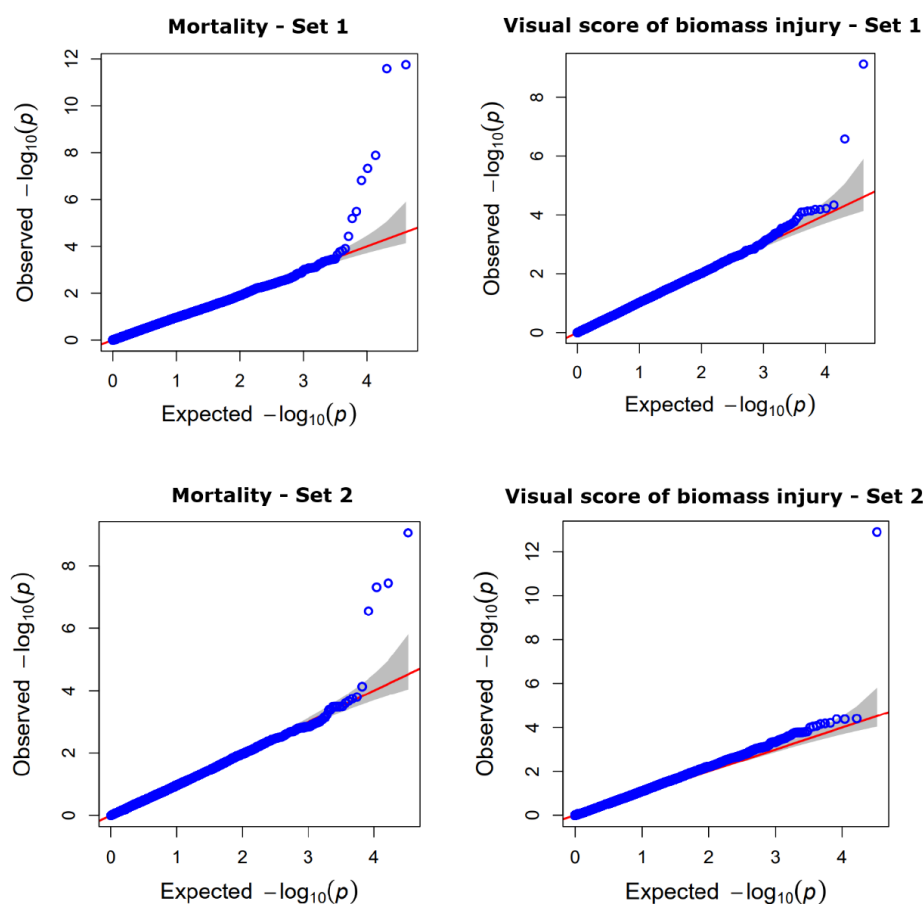 Mortality - Set 1
Observed −log10(p)
12
10
8
6
4
2
0
0 1 2 3 4
Expected −log10(p)
Visual score of biomass injury - Set 1
Observed −log10(p)
8
6
4
2
0
0 1 2 3 4
Expected −log10(p)
Mortality - Set 2
Observed −log10(p)
8
6
4
2
0
0 1 2 3 4
Expected −log10(p)
Visual score of biomass injury - Set 2
Observed −log10(p)
12
10
8
6
4
2
0
0 1 2 3 4
Expected −log10(p)